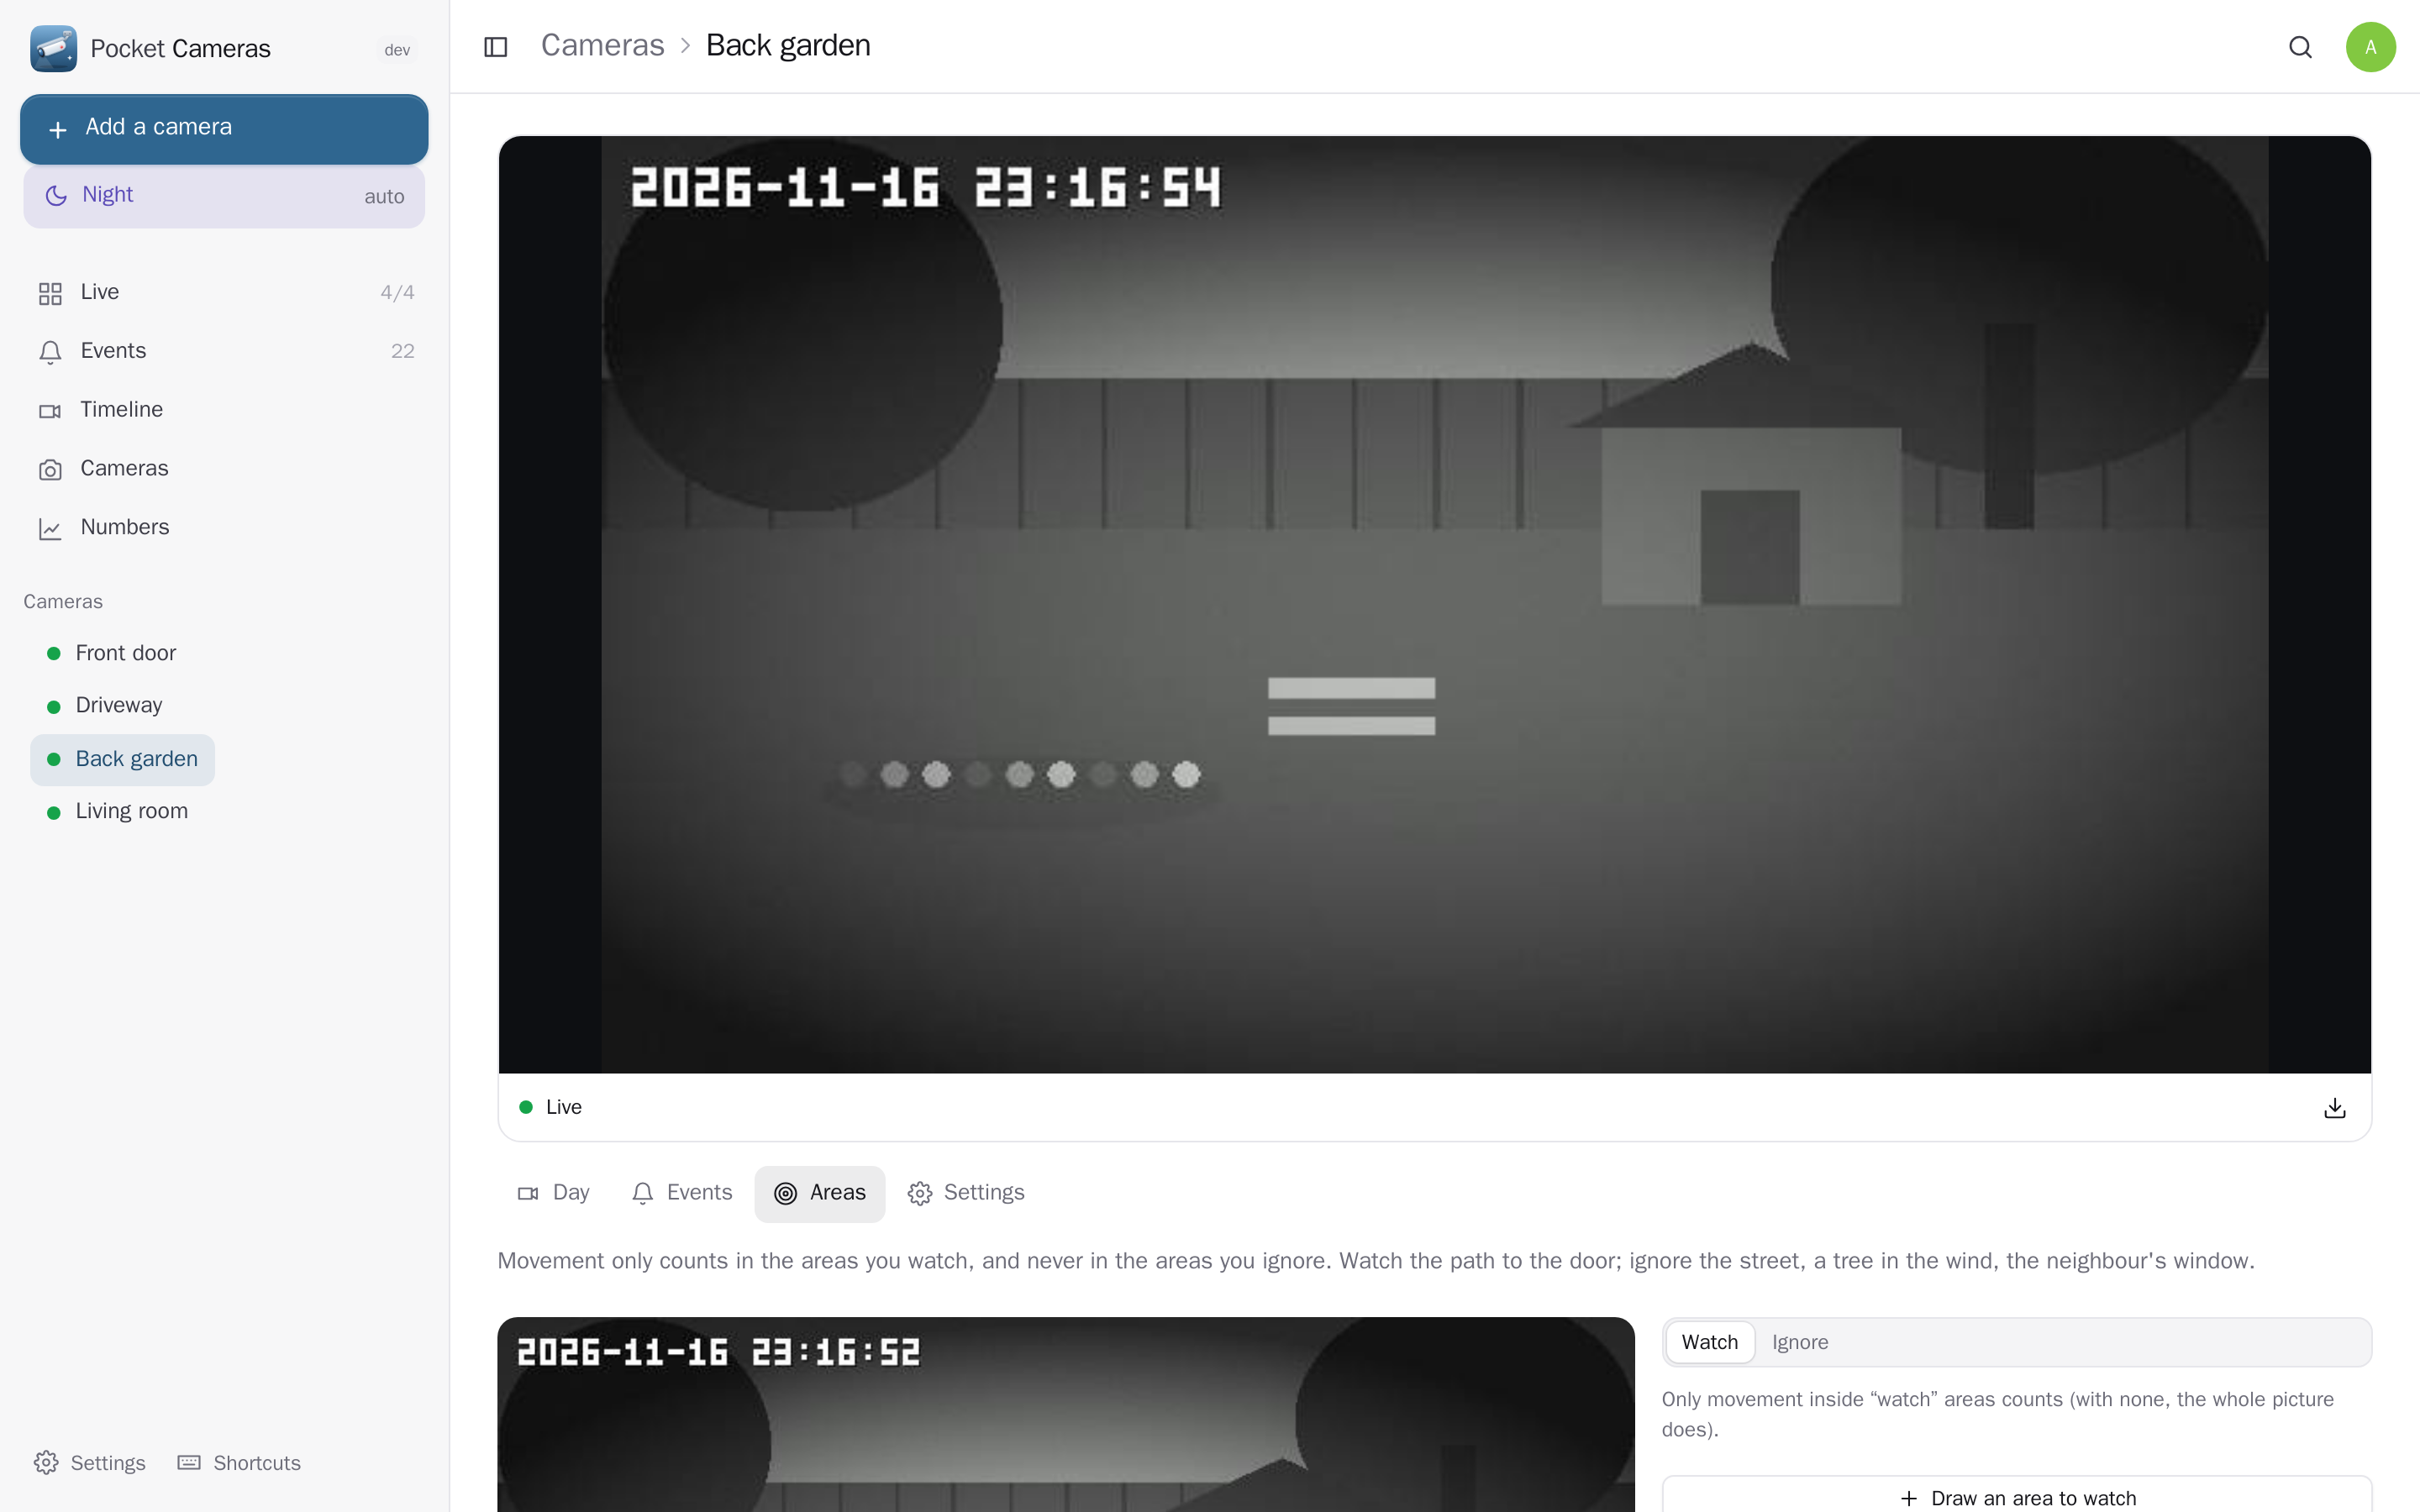 Pocket Cameras dev
Add a camera
Night auto
Live 4/4
Events 22
Timeline
Cameras
Numbers
Cameras
Front door
Driveway
Back garden
Living room
Settings Shortcuts
Cameras > Back garden
A
2026-11-16 23:16:54
Live
Day Events Areas Settings
Movement only counts in the areas you watch, and never in the areas you ignore. Watch the path to the door; ignore the street, a tree in the wind, the neighbour's window.
2026-11-16 23:16:52
Watch Ignore
Only movement inside “watch” areas counts (with none, the whole picture
does).
+ Draw an area to watch